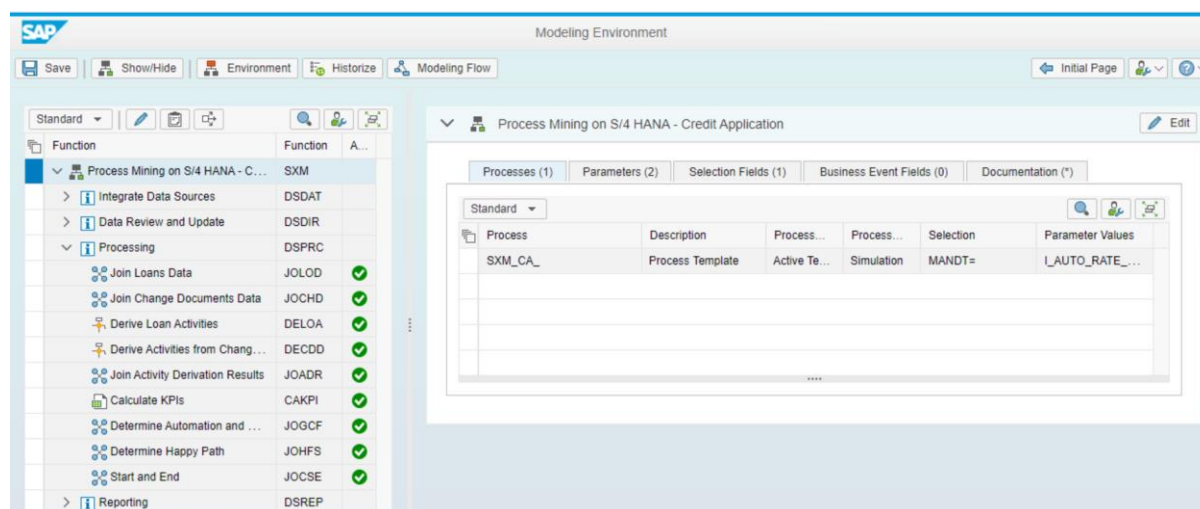 SAP
Modeling Environment
Save Show/Hide Environment Historize Modeling Flow Initial Page
Standard
Function Function A...
Process Mining on S/4 HANA - C... SXM
Integrate Data Sources DSDAT
Data Review and Update DSDIR
Processing DSPRC
Join Loans Data JOLOD
Join Change Documents Data JOCHD
Derive Loan Activities DELOA
Derive Activities from Chang... DECDD
Join Activity Derivation Results JOADR
Calculate KPIs CAKPI
Determine Automation and ... JOGCF
Determine Happy Path JOHFS
Start and End JOCSE
Reporting DSREP
Process Mining on S/4 HANA - Credit Application Edit
Processes (1) Parameters (2) Selection Fields (1) Business Event Fields (0) Documentation (*)
Standard
Process Description Process... Process... Selection Parameter Values
SXM_CA_ Process Template Active Te... Simulation MANDT= I_AUTO_RATE_...